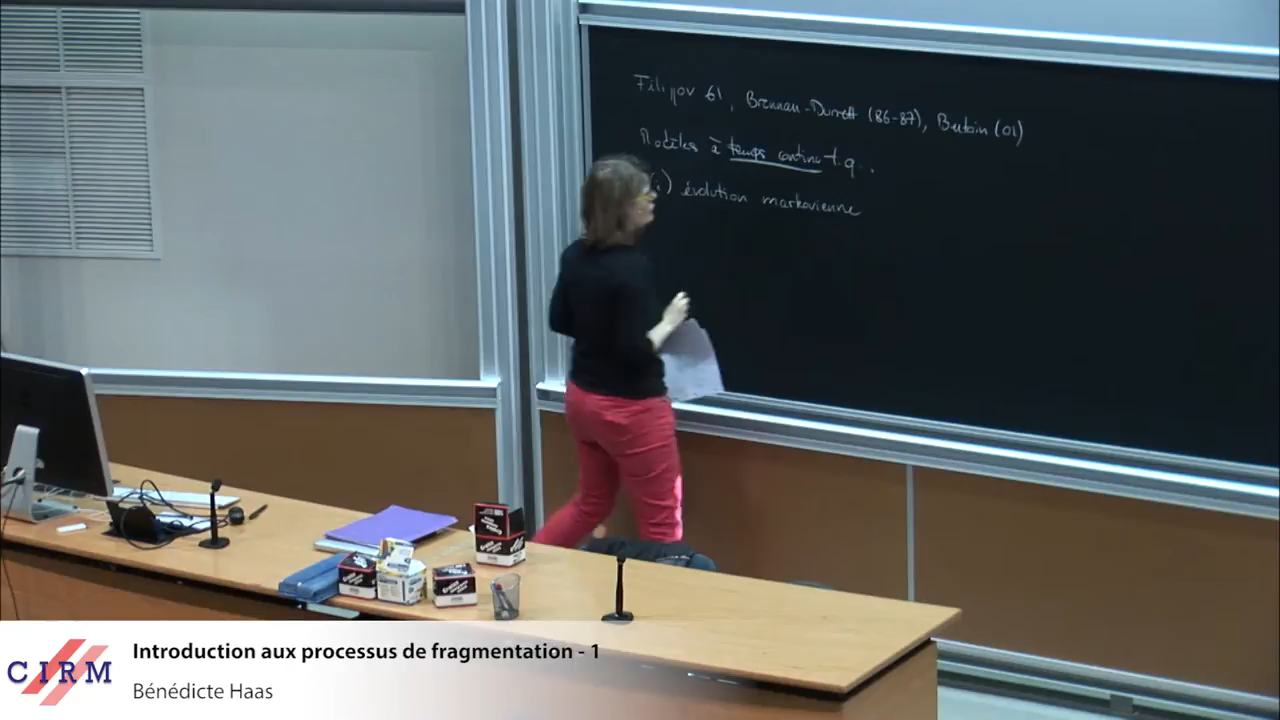 Filippov 61, Brennan-Durrett (86-87), Bertoin (01)
Modèles à temps continu t.q.
(i) évolution markovienne
CIRM
Introduction aux processus de fragmentation - 1
Bénédicte Haas